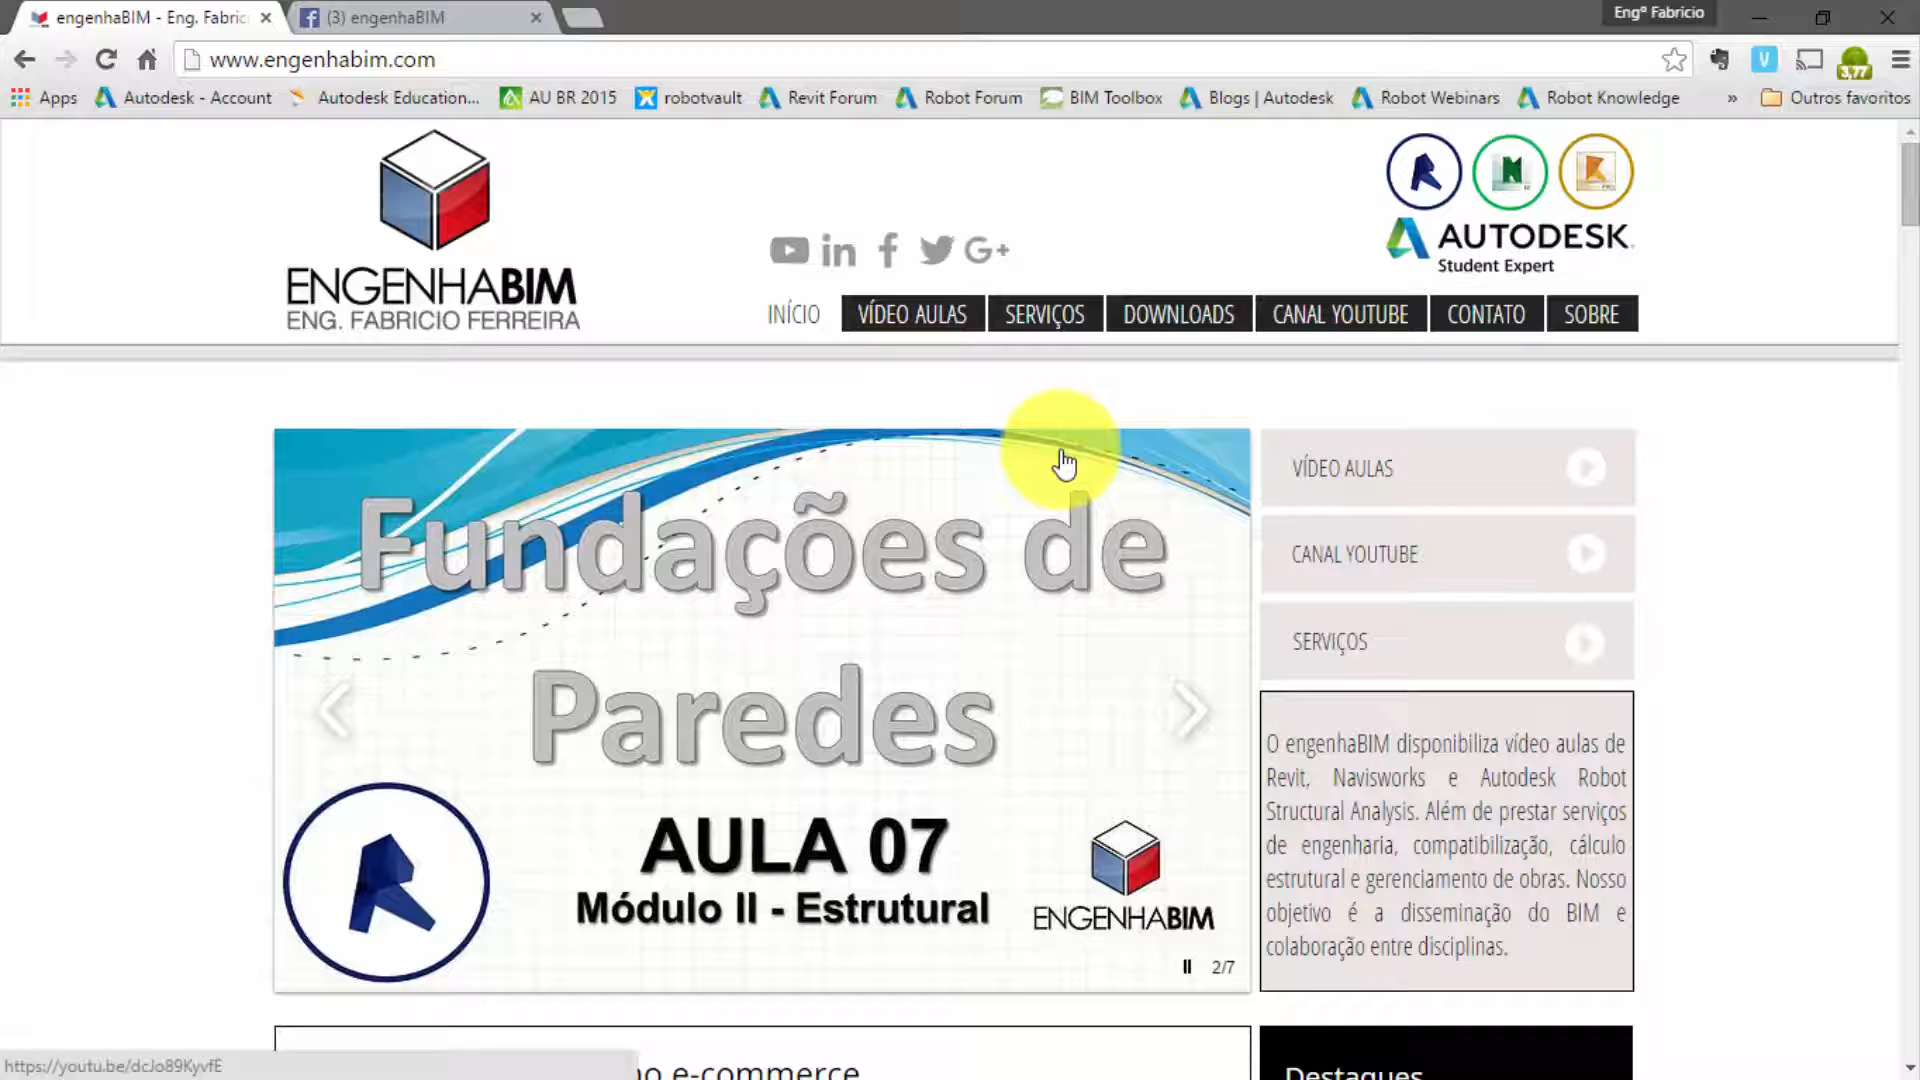 engenhaBIM - Eng. Fabric
(3) engenhaBIM
Engº Fabricio
www.engenhabim.com
V
3,77
Apps
Autodesk - Account
Autodesk Education...
AU BR 2015
robotvault
Revit Forum
Robot Forum
BIM Toolbox
Blogs | Autodesk
Robot Webinars
Robot Knowledge
»
Outros favoritos
ENGENHABIM
ENG. FABRICIO FERREIRA
AUTODESK.
Student Expert
INÍCIO
VÍDEO AULAS
SERVIÇOS
DOWNLOADS
CANAL YOUTUBE
CONTATO
SOBRE
Fundações de
Paredes
AULA 07
Módulo II - Estrutural
ENGENHABIM
2/7
VÍDEO AULAS
CANAL YOUTUBE
SERVIÇOS
O engenhaBIM disponibiliza vídeo aulas de
Revit, Navisworks e Autodesk Robot
Structural Analysis. Além de prestar serviços
de engenharia, compatibilização, cálculo
estrutural e gerenciamento de obras. Nosso
objetivo é a disseminação do BIM e
colaboração entre disciplinas.
e-commerce
Destaques
https://youtu.be/dcJo89KyvfE